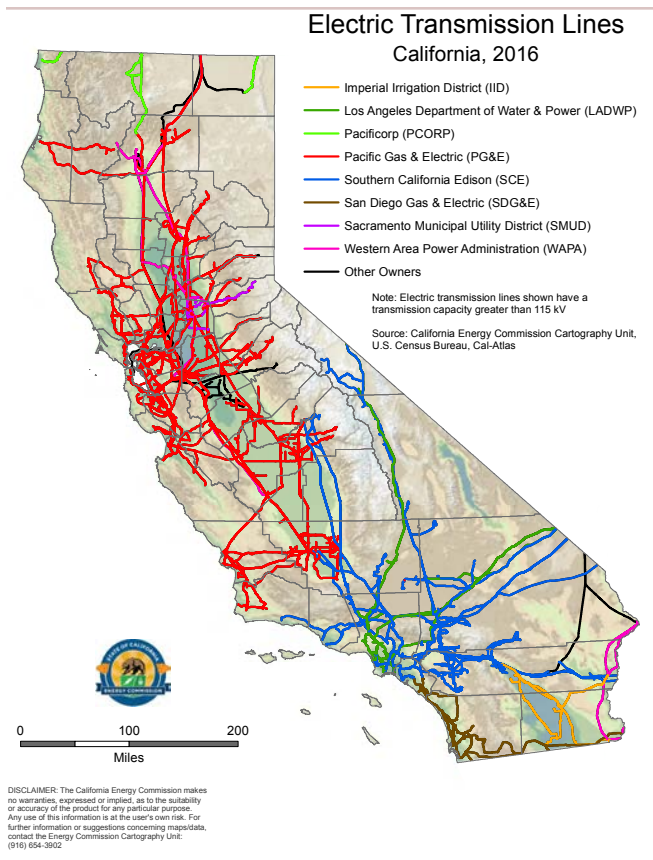 Electric Transmission Lines
California, 2016
Imperial Irrigation District (IID)
Los Angeles Department of Water & Power (LADWP)
Pacificorp (PCORP)
Pacific Gas & Electric (PG&E)
Southern California Edison (SCE)
San Diego Gas & Electric (SDG&E)
Sacramento Municipal Utility District (SMUD)
Western Area Power Administration (WAPA)
Other Owners
Note: Electric transmission lines shown have a
transmission capacity greater than 115 kV
Source: California Energy Commission Cartography Unit,
U.S. Census Bureau, Cal-Atlas
STATE OF CALIFORNIA
ENERGY COMMISSION
0 100 200
Miles
DISCLAIMER: The California Energy Commission makes
no warranties, expressed or implied, as to the suitability
or accuracy of the product for any particular purpose.
Any use of this information is at the user's own risk. For
further information or suggestions concerning maps/data,
contact the Energy Commission Cartography Unit:
(916) 654-3902